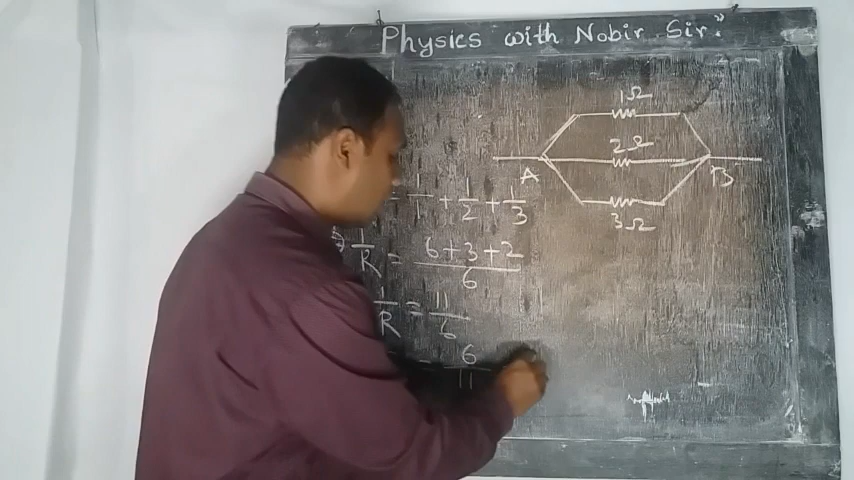 Physics with Nobir Sir"
1Ω
2Ω
A B
3Ω
= 1/1 + 1/2 + 1/3
⇒ 1/R = 6+3+2/6
1/R = 11/6
= 6/11